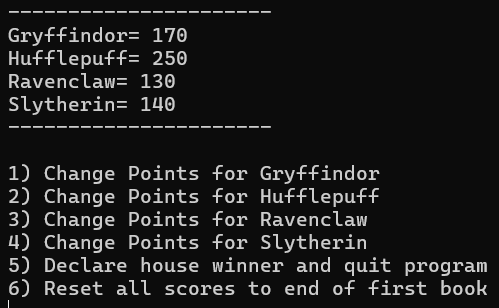 ----------------------
Gryffindor= 170
Hufflepuff= 250
Ravenclaw= 130
Slytherin= 140
----------------------
1) Change Points for Gryffindor
2) Change Points for Hufflepuff
3) Change Points for Ravenclaw
4) Change Points for Slytherin
5) Declare house winner and quit program
6) Reset all scores to end of first book